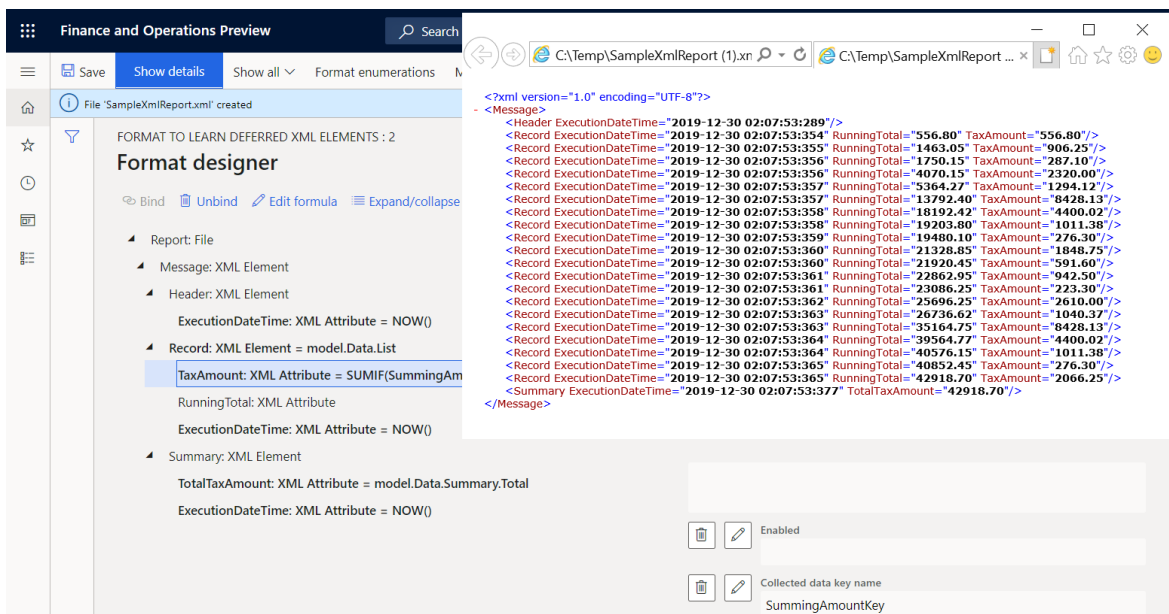 Finance and Operations Preview
Search
C:\Temp\SampleXmlReport (1).xn
C:\Temp\SampleXmlReport ...
Save
Show details
Show all
Format enumerations
File 'SampleXmlReport.xml' created
FORMAT TO LEARN DEFERRED XML ELEMENTS : 2
Format designer
Bind
Unbind
Edit formula
Expand/collapse
Report: File
Message: XML Element
Header: XML Element
ExecutionDateTime: XML Attribute = NOW()
Record: XML Element = model.Data.List
TaxAmount: XML Attribute = SUMIF(SummingAm
RunningTotal: XML Attribute
ExecutionDateTime: XML Attribute = NOW()
Summary: XML Element
TotalTaxAmount: XML Attribute = model.Data.Summary.Total
ExecutionDateTime: XML Attribute = NOW()
<?xml version="1.0" encoding="UTF-8"?>
- <Message>
<Header ExecutionDateTime="2019-12-30 02:07:53:289"/>
<Record ExecutionDateTime="2019-12-30 02:07:53:354" RunningTotal="556.80" TaxAmount="556.80"/>
<Record ExecutionDateTime="2019-12-30 02:07:53:355" RunningTotal="1463.05" TaxAmount="906.25"/>
<Record ExecutionDateTime="2019-12-30 02:07:53:356" RunningTotal="1750.15" TaxAmount="287.10"/>
<Record ExecutionDateTime="2019-12-30 02:07:53:356" RunningTotal="4070.15" TaxAmount="2320.00"/>
<Record ExecutionDateTime="2019-12-30 02:07:53:357" RunningTotal="5364.27" TaxAmount="1294.12"/>
<Record ExecutionDateTime="2019-12-30 02:07:53:357" RunningTotal="13792.40" TaxAmount="8428.13"/>
<Record ExecutionDateTime="2019-12-30 02:07:53:358" RunningTotal="18192.42" TaxAmount="4400.02"/>
<Record ExecutionDateTime="2019-12-30 02:07:53:358" RunningTotal="19203.80" TaxAmount="1011.38"/>
<Record ExecutionDateTime="2019-12-30 02:07:53:359" RunningTotal="19480.10" TaxAmount="276.30"/>
<Record ExecutionDateTime="2019-12-30 02:07:53:360" RunningTotal="21328.85" TaxAmount="1848.75"/>
<Record ExecutionDateTime="2019-12-30 02:07:53:360" RunningTotal="21920.45" TaxAmount="591.60"/>
<Record ExecutionDateTime="2019-12-30 02:07:53:361" RunningTotal="22862.95" TaxAmount="942.50"/>
<Record ExecutionDateTime="2019-12-30 02:07:53:361" RunningTotal="23086.25" TaxAmount="223.30"/>
<Record ExecutionDateTime="2019-12-30 02:07:53:362" RunningTotal="25696.25" TaxAmount="2610.00"/>
<Record ExecutionDateTime="2019-12-30 02:07:53:363" RunningTotal="26736.62" TaxAmount="1040.37"/>
<Record ExecutionDateTime="2019-12-30 02:07:53:363" RunningTotal="35164.75" TaxAmount="8428.13"/>
<Record ExecutionDateTime="2019-12-30 02:07:53:364" RunningTotal="39564.77" TaxAmount="4400.02"/>
<Record ExecutionDateTime="2019-12-30 02:07:53:364" RunningTotal="40576.15" TaxAmount="1011.38"/>
<Record ExecutionDateTime="2019-12-30 02:07:53:365" RunningTotal="40852.45" TaxAmount="276.30"/>
<Record ExecutionDateTime="2019-12-30 02:07:53:365" RunningTotal="42918.70" TaxAmount="2066.25"/>
<Summary ExecutionDateTime="2019-12-30 02:07:53:377" TotalTaxAmount="42918.70"/>
</Message>
Enabled
Collected data key name
SummingAmountKey